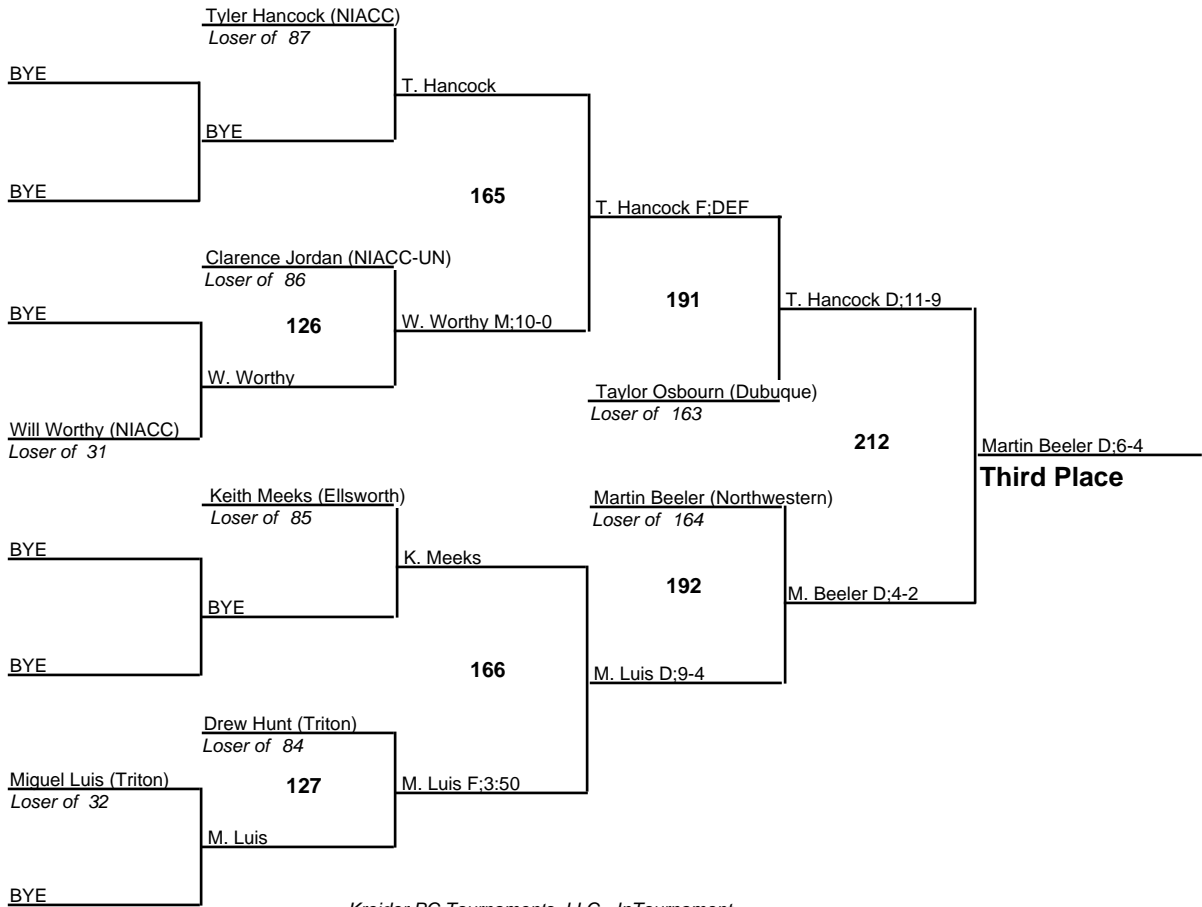 Tyler Hancock (NIACC)
Loser of 87
BYE
T. Hancock
BYE
BYE
165
T. Hancock F;DEF
Clarence Jordan (NIACC-UN)
Loser of 86
191
T. Hancock D;11-9
BYE
126
W. Worthy M;10-0
W. Worthy
Taylor Osbourn (Dubuque)
Loser of 163
Will Worthy (NIACC)
Loser of 31
212
Martin Beeler D;6-4
Third Place
Keith Meeks (Ellsworth)
Loser of 85
Martin Beeler (Northwestern)
Loser of 164
BYE
K. Meeks
192
BYE
M. Beeler D;4-2
BYE
166
M. Luis D;9-4
Drew Hunt (Triton)
Loser of 84
Miguel Luis (Triton)
Loser of 32
127
M. Luis F;3:50
M. Luis
BYE